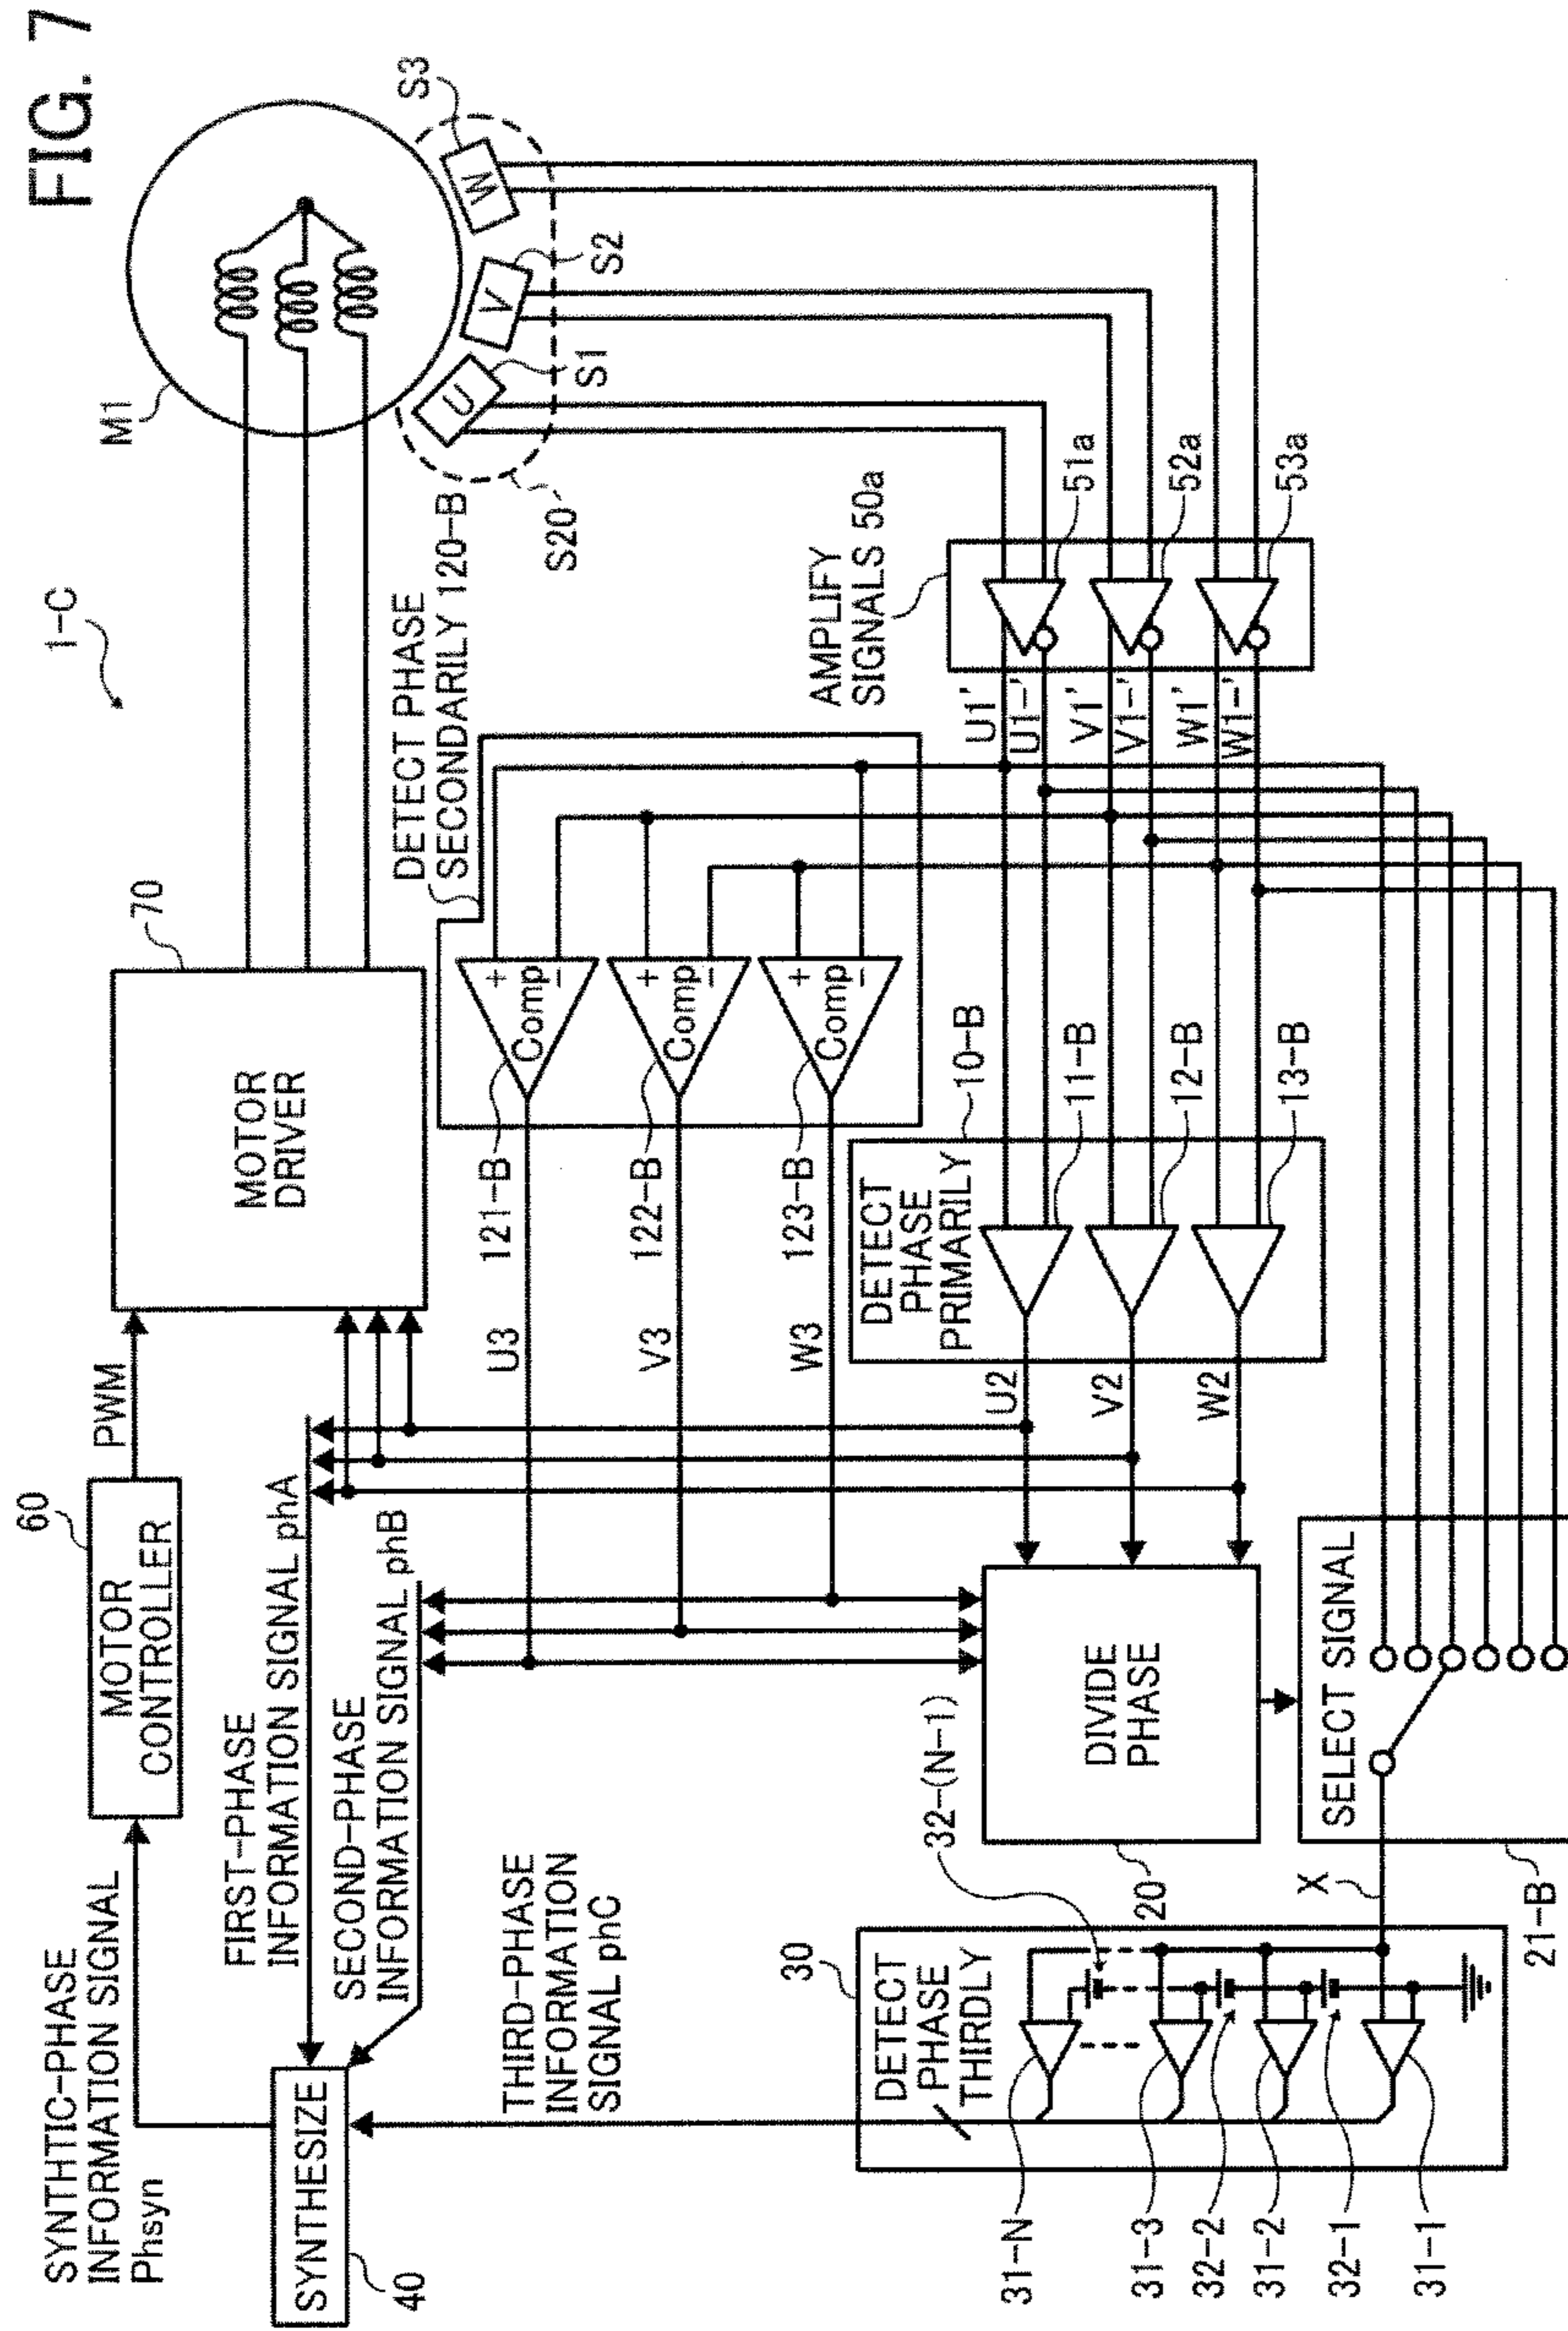 FIG. 7
1-C
M1
S3
W
S2
V
S1
U
S20
70
MOTOR
DRIVER
PWM
60
MOTOR
CONTROLLER
SYNTHTIC-PHASE
INFORMATION SIGNAL
Phsyn
FIRST-PHASE
INFORMATION SIGNAL phA
SECOND-PHASE
INFORMATION SIGNAL phB
THIRD-PHASE
INFORMATION
SIGNAL phC
SYNTHESIZE
40
DETECT PHASE
SECONDARILY 120-B
+
Comp
-
+
Comp
-
+
Comp
-
121-B
122-B
123-B
U3
V3
W3
AMPLIFY
SIGNALS 50a
51a
52a
53a
U1'
U1-'
V1'
V1-'
W1'
W1-'
10-B
DETECT
PHASE
PRIMARILY
11-B
12-B
13-B
U2
V2
W2
DIVIDE
PHASE
20
32-(N-1)
SELECT SIGNAL
21-B
X
30
DETECT
PHASE
THIRDLY
31-N
31-3
32-2
31-2
32-1
31-1